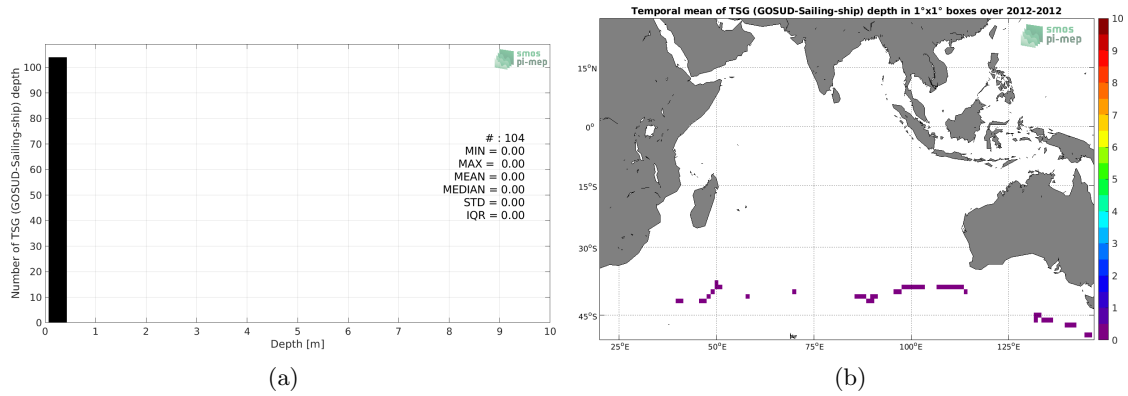 Temporal mean of TSG (GOSUD-Sailing-ship) depth in 1°x1° boxes over 2012-2012
smos
pi-mep
Number of TSG (GOSUD-Sailing-ship) depth
100
90
80
70
60
50
40
30
20
10
0
# : 104
MIN = 0.00
MAX = 0.00
MEAN = 0.00
MEDIAN = 0.00
STD = 0.00
IQR = 0.00
0 1 2 3 4 5 6 7 8 9 10
Depth [m]
(a)
smos
pi-mep
15°N
0°
15°S
30°S
45°S
25°E 50°E 75°E 100°E 125°E
10
9
8
7
6
5
4
3
2
1
0
(b)